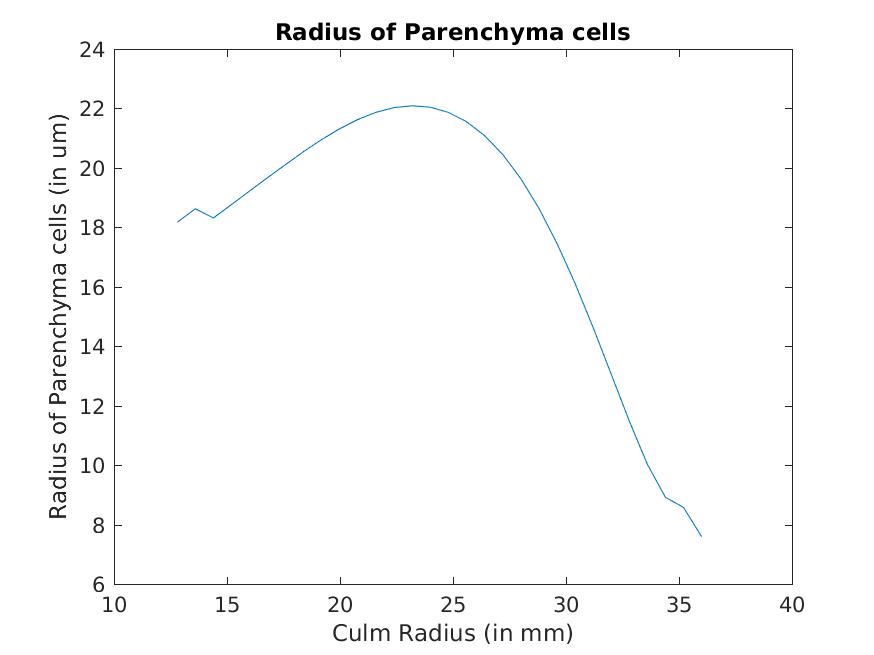 Radius of Parenchyma cells
24
22
20
18
16
14
12
10
8
6
Radius of Parenchyma cells (in um)
10 15 20 25 30 35 40
Culm Radius (in mm)